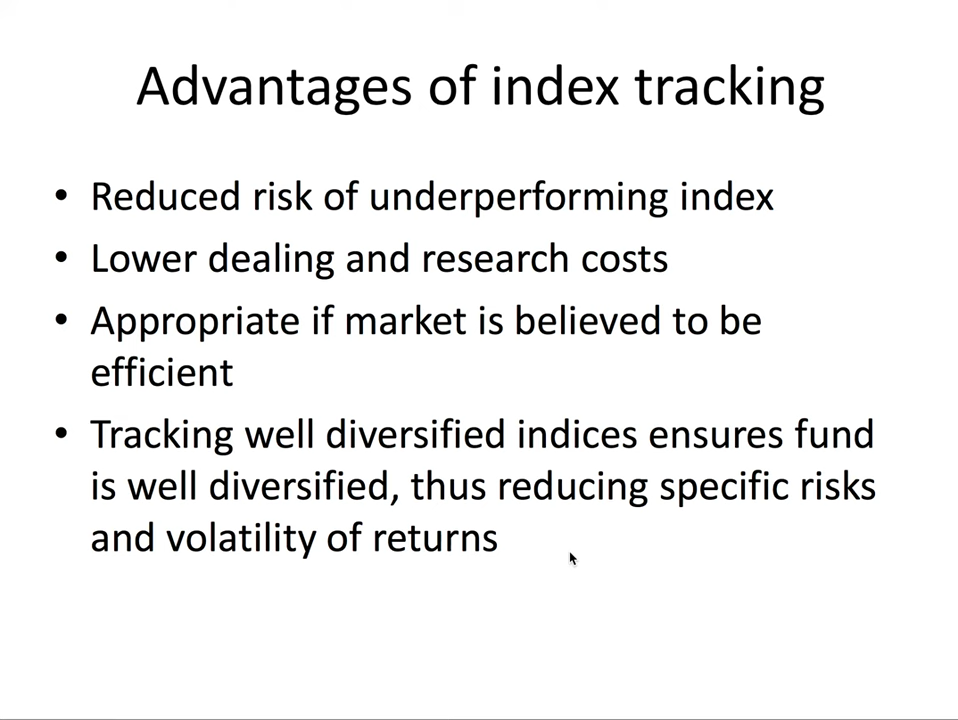 Advantages of index tracking
• Reduced risk of underperforming index
• Lower dealing and research costs
• Appropriate if market is believed to be
efficient
• Tracking well diversified indices ensures fund
is well diversified, thus reducing specific risks
and volatility of returns